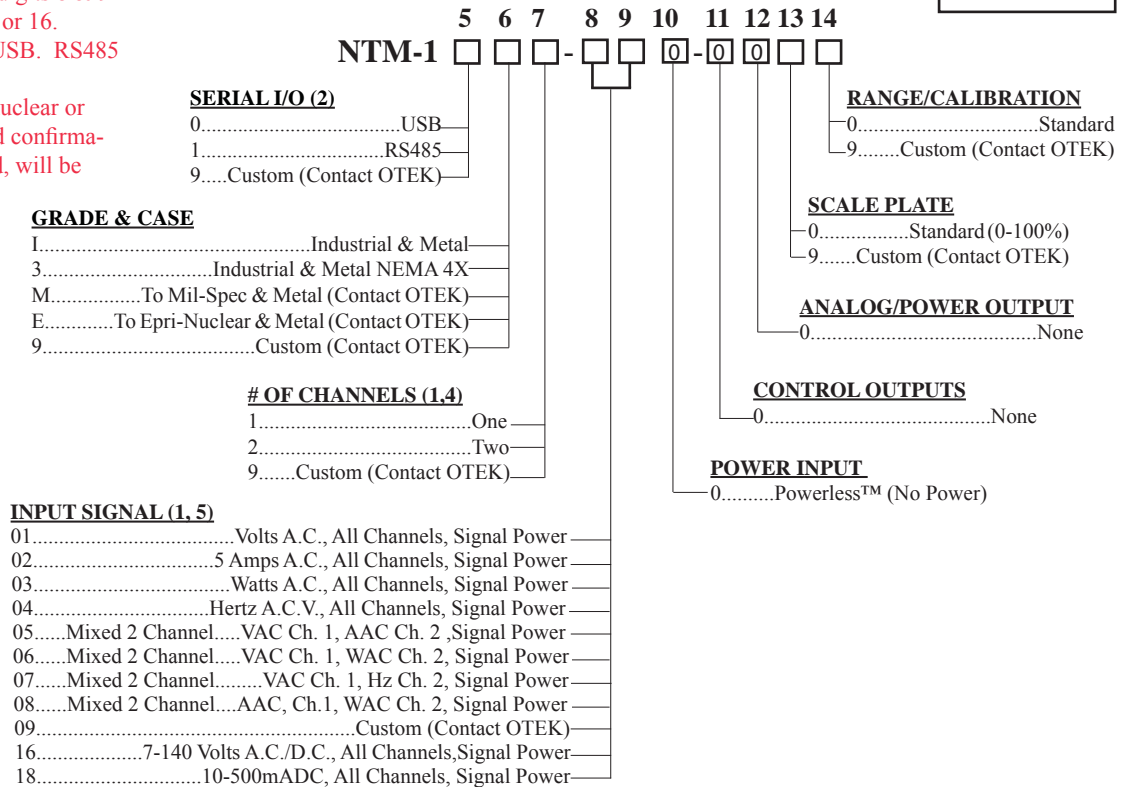 or 16.
USB. RS485
uclear or
d confirma-
l, will be
5 6 7 8 9 10 11 12 13 14
NTM-1 - 0 - 0 0
SERIAL I/O (2)
0...................................USB
1................................RS485
9.....Custom (Contact OTEK)
GRADE & CASE
I................................................Industrial & Metal
3..............................Industrial & Metal NEMA 4X
M.................To Mil-Spec & Metal (Contact OTEK)
E.............To Epri-Nuclear & Metal (Contact OTEK)
9......................................Custom (Contact OTEK)
# OF CHANNELS (1,4)
1......................................One
2......................................Two
9.......Custom (Contact OTEK)
INPUT SIGNAL (1, 5)
01....................................Volts A.C., All Channels, Signal Power
02................................5 Amps A.C., All Channels, Signal Power
03...................................Watts A.C., All Channels, Signal Power
04...............................Hertz A.C.V., All Channels, Signal Power
05......Mixed 2 Channel.....VAC Ch. 1, AAC Ch. 2 ,Signal Power
06......Mixed 2 Channel.....VAC Ch. 1, WAC Ch. 2, Signal Power
07......Mixed 2 Channel.........VAC Ch. 1, Hz Ch. 2, Signal Power
08......Mixed 2 Channel....AAC, Ch.1, WAC Ch. 2, Signal Power
09.........................................................Custom (Contact OTEK)
16...................7-140 Volts A.C./D.C., All Channels,Signal Power
18.............................10-500mADC, All Channels, Signal Power
RANGE/CALIBRATION
0................................Standard
9........Custom (Contact OTEK)
SCALE PLATE
0................Standard (0-100%)
9.......Custom (Contact OTEK)
ANALOG/POWER OUTPUT
0........................................None
CONTROL OUTPUTS
0........................................None
POWER INPUT
0..........Powerless™ (No Power)